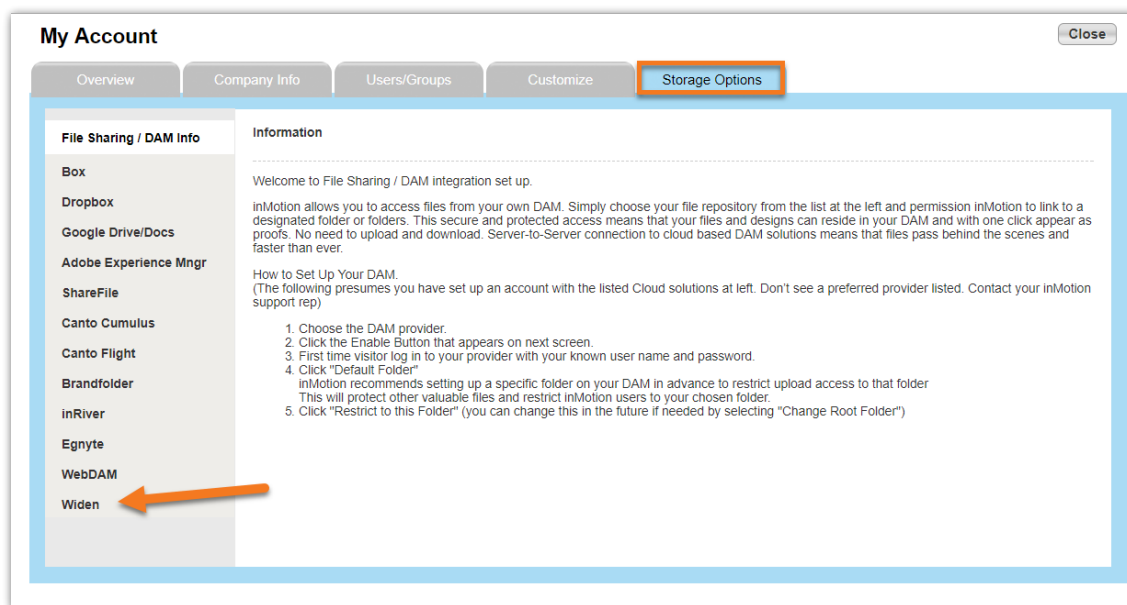 My Account
Close
Overview
Company Info
Users/Groups
Customize
Storage Options
File Sharing / DAM Info
Box
Dropbox
Google Drive/Docs
Adobe Experience Mngr
ShareFile
Canto Cumulus
Canto Flight
Brandfolder
inRiver
Egnyte
WebDAM
Widen
Information
Welcome to File Sharing / DAM integration set up.
inMotion allows you to access files from your own DAM. Simply choose your file repository from the list at the left and permission inMotion to link to a
designated folder or folders. This secure and protected access means that your files and designs can reside in your DAM and with one click appear as
proofs. No need to upload and download. Server-to-Server connection to cloud based DAM solutions means that files pass behind the scenes and
faster than ever.
How to Set Up Your DAM.
(The following presumes you have set up an account with the listed Cloud solutions at left. Don't see a preferred provider listed. Contact your inMotion
support rep)
1. Choose the DAM provider.
2. Click the Enable Button that appears on next screen.
3. First time visitor log in to your provider with your known user name and password.
4. Click "Default Folder"
inMotion recommends setting up a specific folder on your DAM in advance to restrict upload access to that folder
This will protect other valuable files and restrict inMotion users to your chosen folder.
5. Click "Restrict to this Folder" (you can change this in the future if needed by selecting "Change Root Folder")